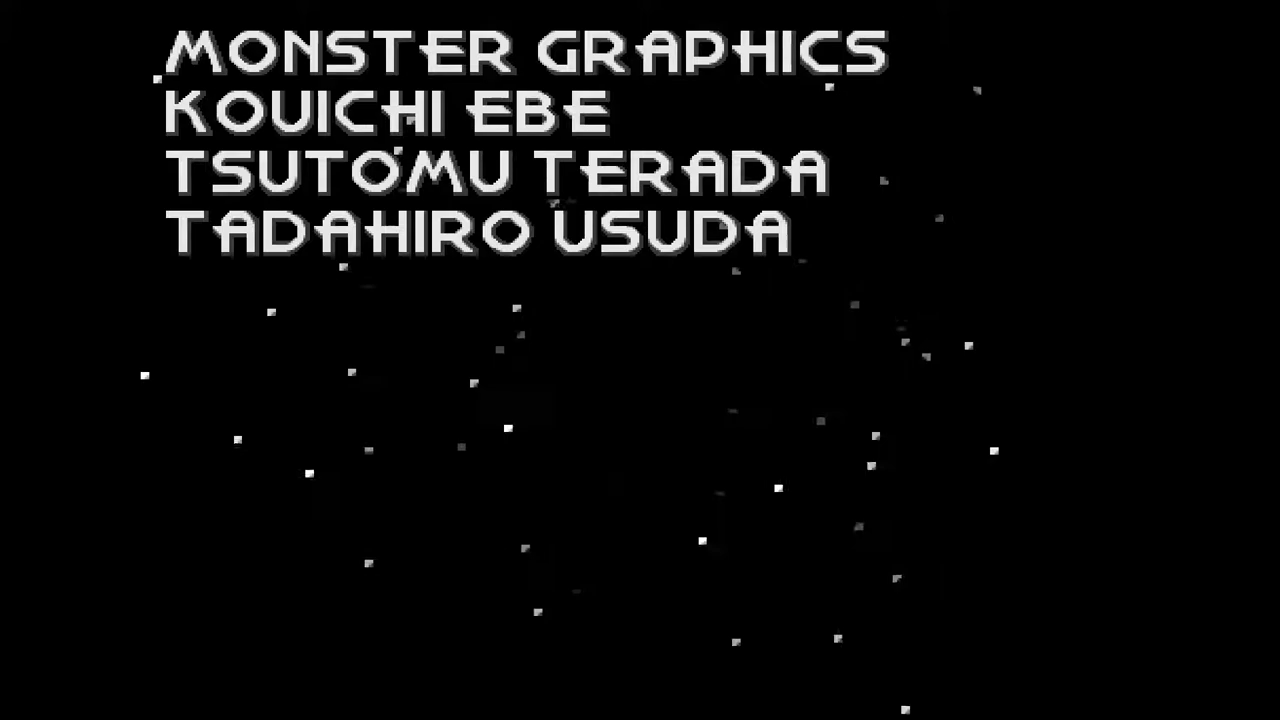 MONSTER GRAPHICS
KOUICHI EBE
TSUTOMU TERADA
TADAHIRO USUDA